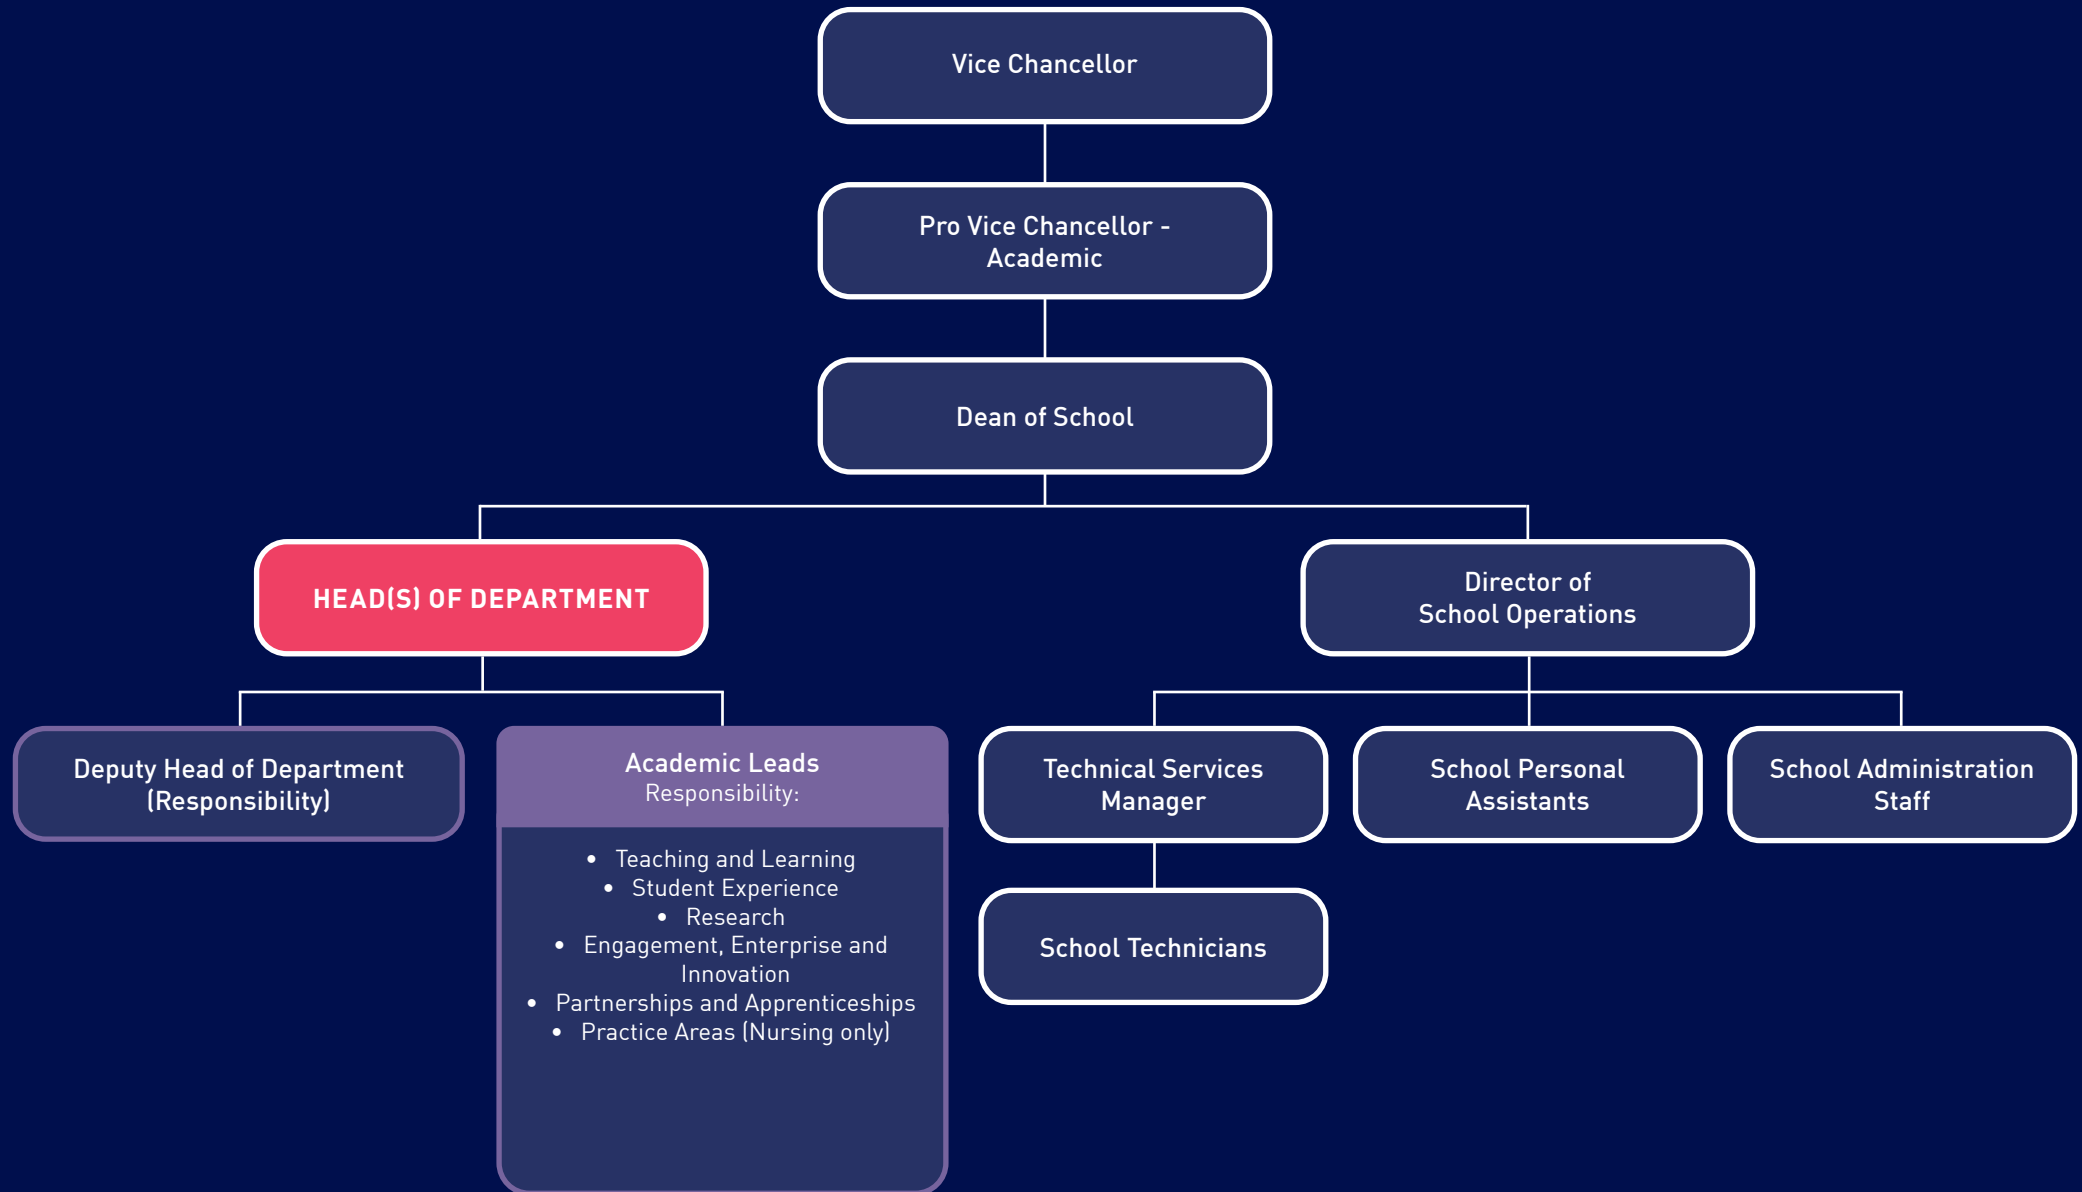 Vice Chancellor
Pro Vice Chancellor -
Academic
Dean of School
HEAD(S) OF DEPARTMENT
Director of
School Operations
Deputy Head of Department
(Responsibility)
Academic Leads
Responsibility:
• Teaching and Learning
• Student Experience
• Research
• Engagement, Enterprise and
Innovation
• Partnerships and Apprenticeships
• Practice Areas (Nursing only)
Technical Services
Manager
School Personal
Assistants
School Administration
Staff
School Technicians